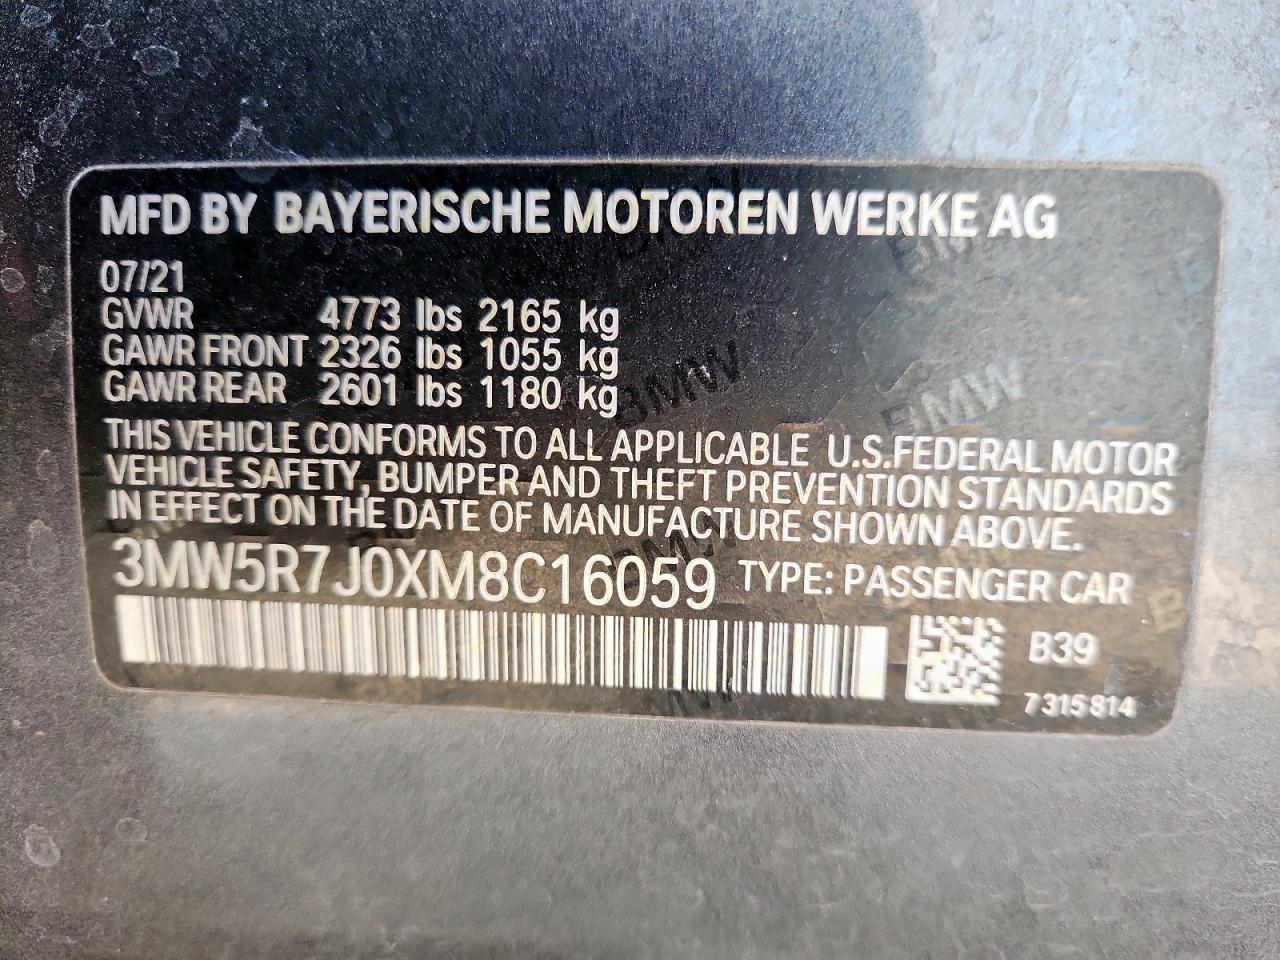 MFD BY BAYERISCHE MOTOREN WERKE AG
07/21
GVWR 4773 lbs 2165 kg
GAWR FRONT 2326 lbs 1055 kg
GAWR REAR 2601 lbs 1180 kg
THIS VEHICLE CONFORMS TO ALL APPLICABLE U.S.FEDERAL MOTOR
VEHICLE SAFETY, BUMPER AND THEFT PREVENTION STANDARDS
IN EFFECT ON THE DATE OF MANUFACTURE SHOWN ABOVE.
3MW5R7J0XM8C16059 TYPE: PASSENGER CAR
B39
7 315 814